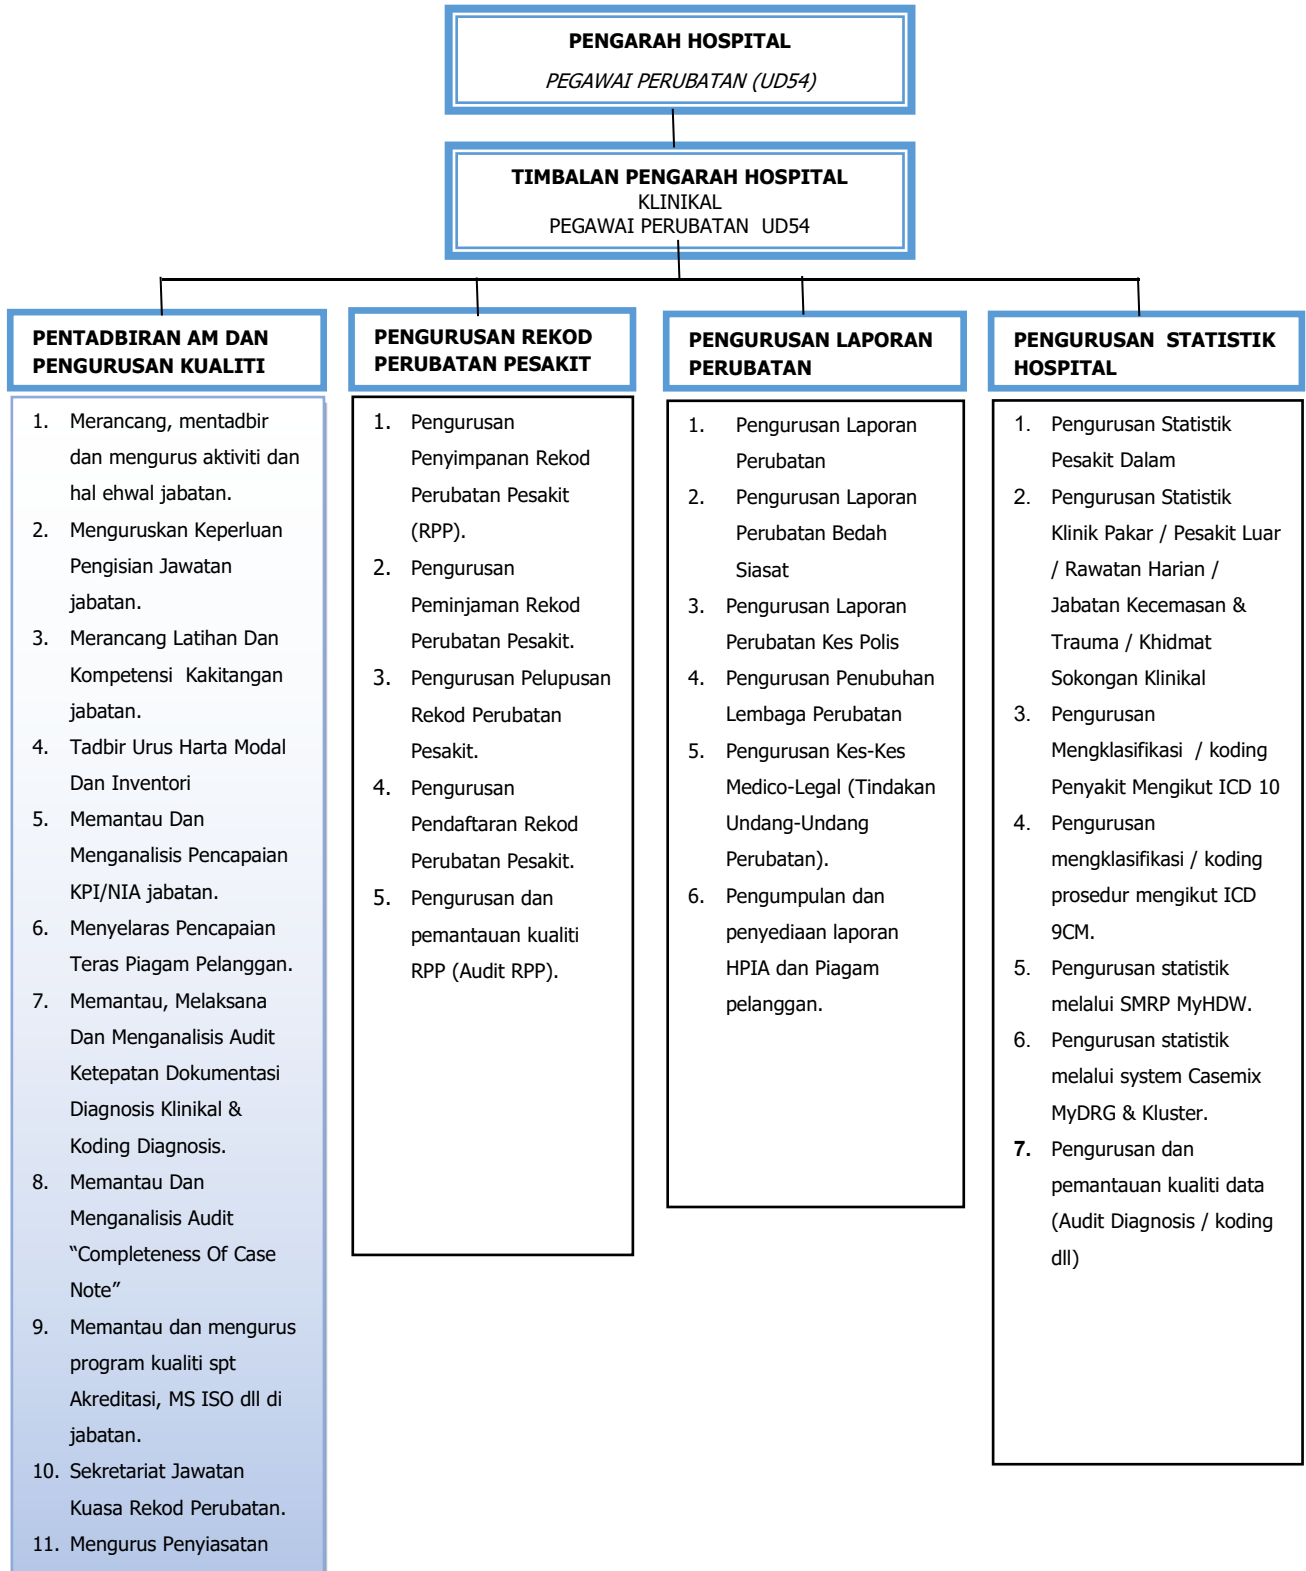 PENGARAH HOSPITAL
PEGAWAI PERUBATAN (UD54)
TIMBALAN PENGARAH HOSPITAL
KLINIKAL
PEGAWAI PERUBATAN UD54
PENTADBIRAN AM DAN
PENGURUSAN KUALITI
1. Merancang, mentadbir
dan mengurus aktiviti dan
hal ehwal jabatan.
2. Menguruskan Keperluan
Pengisian Jawatan
jabatan.
3. Merancang Latihan Dan
Kompetensi Kakitangan
jabatan.
4. Tadbir Urus Harta Modal
Dan Inventori
5. Memantau Dan
Menganalisis Pencapaian
KPI/NIA jabatan.
6. Menyelaras Pencapaian
Teras Piagam Pelanggan.
7. Memantau, Melaksana
Dan Menganalisis Audit
Ketepatan Dokumentasi
Diagnosis Klinikal &
Koding Diagnosis.
8. Memantau Dan
Menganalisis Audit
“Completeness Of Case
Note”
9. Memantau dan mengurus
program kualiti spt
Akreditasi, MS ISO dll di
jabatan.
10. Sekretariat Jawatan
Kuasa Rekod Perubatan.
11. Mengurus Penyiasatan
PENGURUSAN REKOD
PERUBATAN PESAKIT
1. Pengurusan
Penyimpanan Rekod
Perubatan Pesakit
(RPP).
2. Pengurusan
Peminjaman Rekod
Perubatan Pesakit.
3. Pengurusan Pelupusan
Rekod Perubatan
Pesakit.
4. Pengurusan
Pendaftaran Rekod
Perubatan Pesakit.
5. Pengurusan dan
pemantauan kualiti
RPP (Audit RPP).
PENGURUSAN LAPORAN
PERUBATAN
1. Pengurusan Laporan
Perubatan
2. Pengurusan Laporan
Perubatan Bedah
Siasat
3. Pengurusan Laporan
Perubatan Kes Polis
4. Pengurusan Penubuhan
Lembaga Perubatan
5. Pengurusan Kes-Kes
Medico-Legal (Tindakan
Undang-Undang
Perubatan).
6. Pengumpulan dan
penyediaan laporan
HPIA dan Piagam
pelanggan.
PENGURUSAN STATISTIK
HOSPITAL
1. Pengurusan Statistik
Pesakit Dalam
2. Pengurusan Statistik
Klinik Pakar / Pesakit Luar
/ Rawatan Harian /
Jabatan Kecemasan &
Trauma / Khidmat
Sokongan Klinikal
3. Pengurusan
Mengklasifikasi / koding
Penyakit Mengikut ICD 10
4. Pengurusan
mengklasifikasi / koding
prosedur mengikut ICD
9CM.
5. Pengurusan statistik
melalui SMRP MyHDW.
6. Pengurusan statistik
melalui system Casemix
MyDRG & Kluster.
7. Pengurusan dan
pemantauan kualiti data
(Audit Diagnosis / koding
dll)